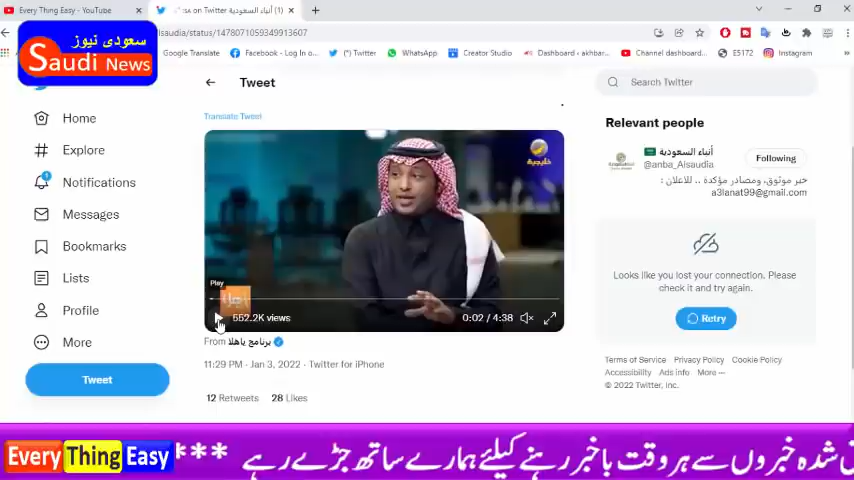 Every Thing Easy - YouTube
(1) أنباء السعودية on Twitter
alsaudia/status/1478071059349913607
Google Translate
Facebook - Log In o...
(") Twitter
WhatsApp
Creator Studio
Dashboard - akhbar...
Channel dashboard...
E5172
Instagram
سعودی نیوز
Saudi News
Tweet
Search Twitter
Home
Explore
1
Notifications
Messages
Bookmarks
Lists
Profile
More
Tweet
Translate Tweet
خليجية
Play
552.2K views
0:02 / 4:38
From برنامج ياهلا
11:29 PM · Jan 3, 2022 · Twitter for iPhone
12 Retweets 28 Likes
Relevant people
أنباء السعودية
@anba_Alsaudia
Following
خبر موثوق، ومصادر مؤكدة .. للاعلان :
a3lanat99@gmail.com
Looks like you lost your connection. Please
check it and try again.
Retry
Terms of Service Privacy Policy Cookie Policy
Accessibility Ads info More ···
© 2022 Twitter, Inc.
Every Thing Easy
شدہ خبروں سے ہر وقت باخبر رہنے کیلئے ہمارے ساتھ جڑے رہے ***